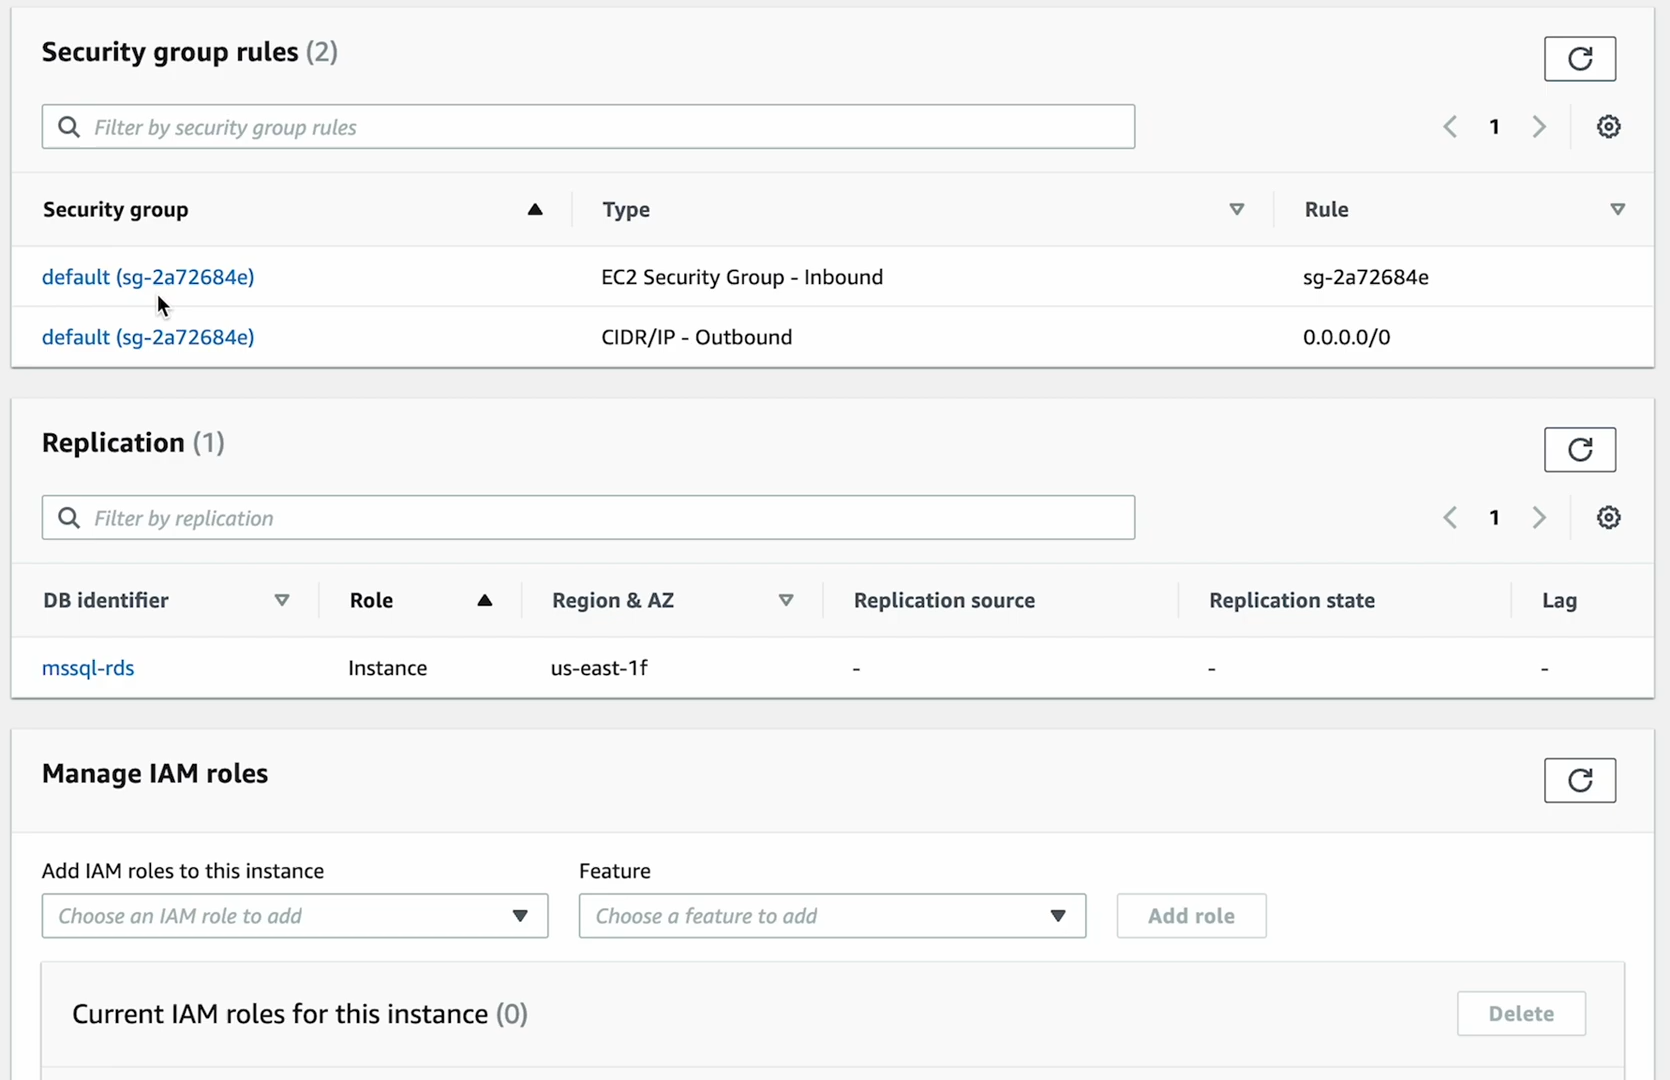 Security group rules (2)
Filter by security group rules
1
Security group Type Rule
default (sg-2a72684e) EC2 Security Group - Inbound sg-2a72684e
default (sg-2a72684e) CIDR/IP - Outbound 0.0.0.0/0
Replication (1)
Filter by replication
1
DB identifier Role Region & AZ Replication source Replication state Lag
mssql-rds Instance us-east-1f - - -
Manage IAM roles
Add IAM roles to this instance Feature
Choose an IAM role to add Choose a feature to add Add role
Current IAM roles for this instance (0) Delete